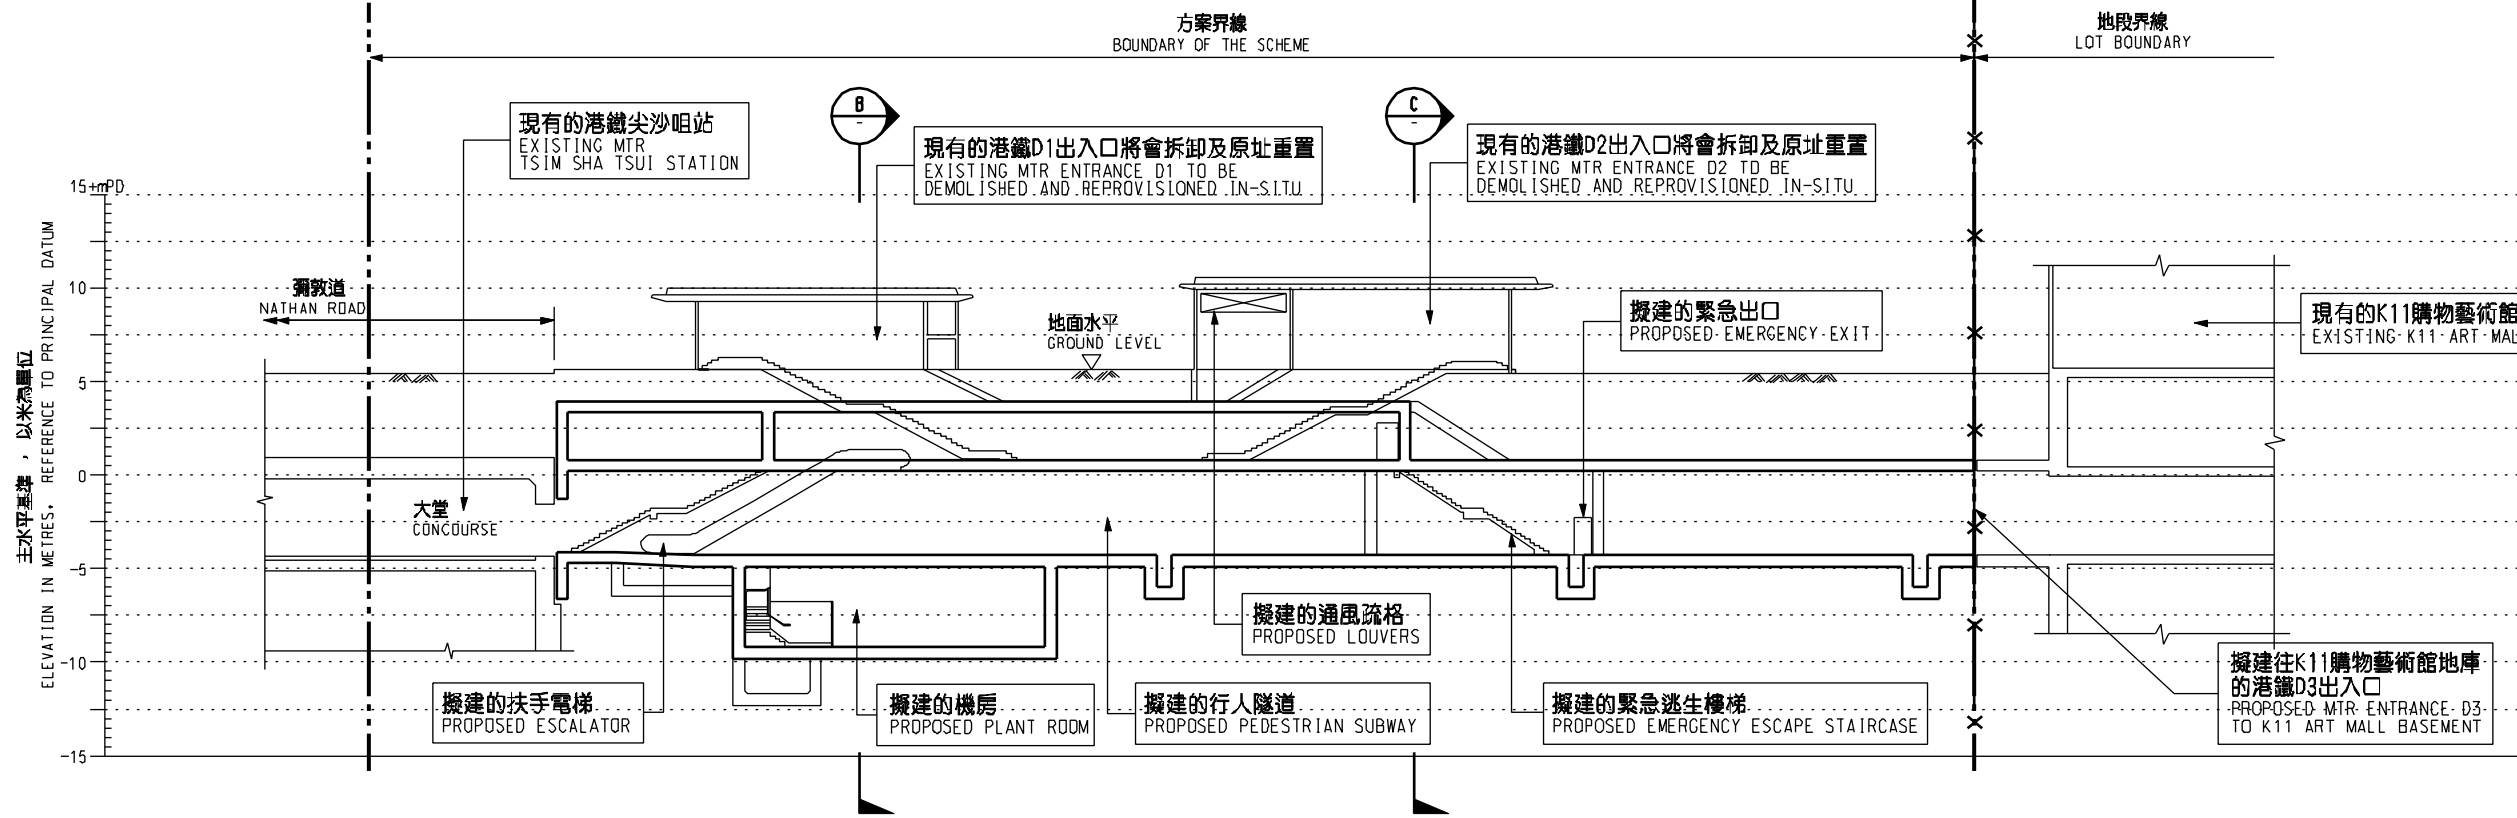 方案界線
BOUNDARY OF THE SCHEME
地段界線
LOT BOUNDARY
B
-
C
-
現有的港鐵尖沙咀站
EXISTING MTR
TSIM SHA TSUI STATION
現有的港鐵D1出入口將會拆卸及原址重置
EXISTING MTR ENTRANCE D1 TO BE
DEMOLISHED AND REPROVISIONED IN-SITU
現有的港鐵D2出入口將會拆卸及原址重置
EXISTING MTR ENTRANCE D2 TO BE
DEMOLISHED AND REPROVISIONED IN-SITU
主水平基準，以米為單位
ELEVATION IN METRES. REFERENCE TO PRINCIPAL DATUM
15+mPD
10
5
0
-5
-10
-15
彌敦道
NATHAN ROAD
地面水平
GROUND LEVEL
擬建的緊急出口
PROPOSED EMERGENCY EXIT
現有的K11購物藝術館
EXISTING K11 ART MAL
大堂
CONCOURSE
擬建的通風疏格
PROPOSED LOUVERS
擬建的扶手電梯
PROPOSED ESCALATOR
擬建的機房
PROPOSED PLANT ROOM
擬建的行人隧道
PROPOSED PEDESTRIAN SUBWAY
擬建的緊急逃生樓梯
PROPOSED EMERGENCY ESCAPE STAIRCASE
擬建往K11購物藝術館地庫
的港鐵D3出入口
PROPOSED MTR ENTRANCE D3
TO K11 ART MALL BASEMENT